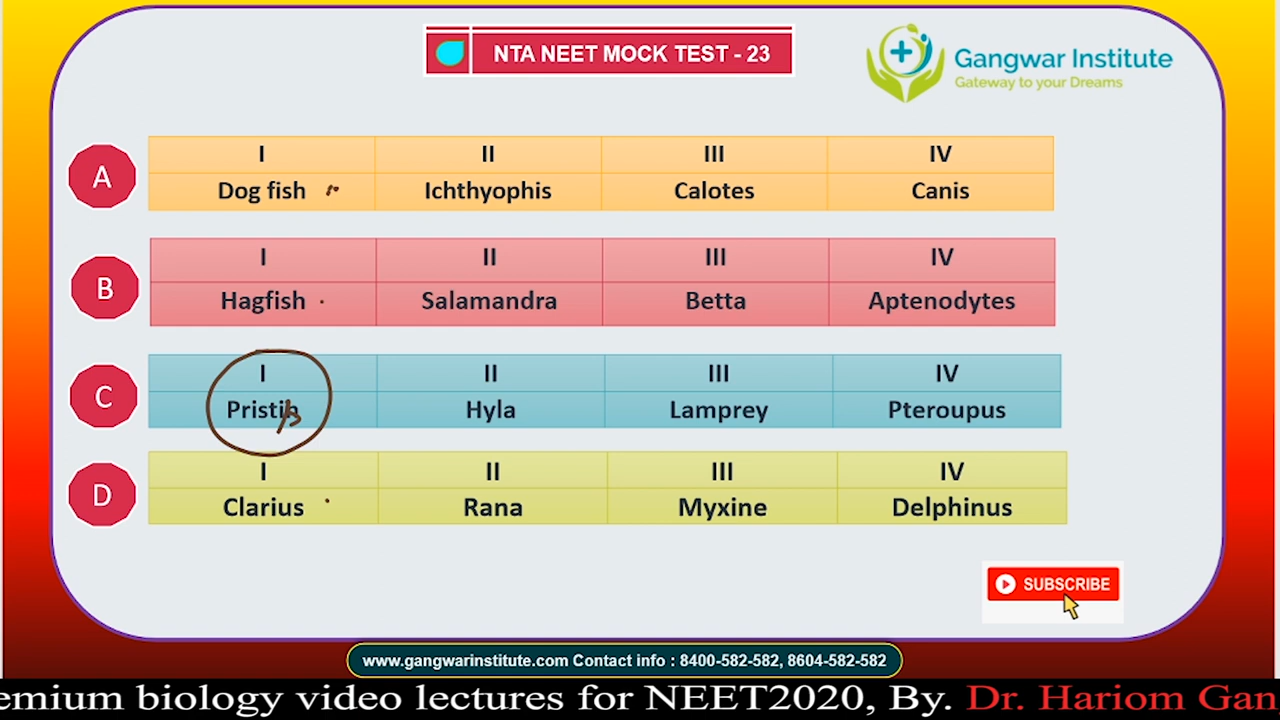 NTA NEET MOCK TEST - 23
Gangwar Institute
Gateway to your Dreams
A
I II III IV
Dog fish Ichthyophis Calotes Canis
B
I II III IV
Hagfish Salamandra Betta Aptenodytes
C
I II III IV
Hyla Lamprey Pteroupus
D
I II III IV
Clarius Rana Myxine Delphinus
SUBSCRIBE
www.gangwarinstitute.com Contact info : 8400-582-582, 8604-582-582
emium biology video lectures for NEET2020, By. Dr. Hariom Gan